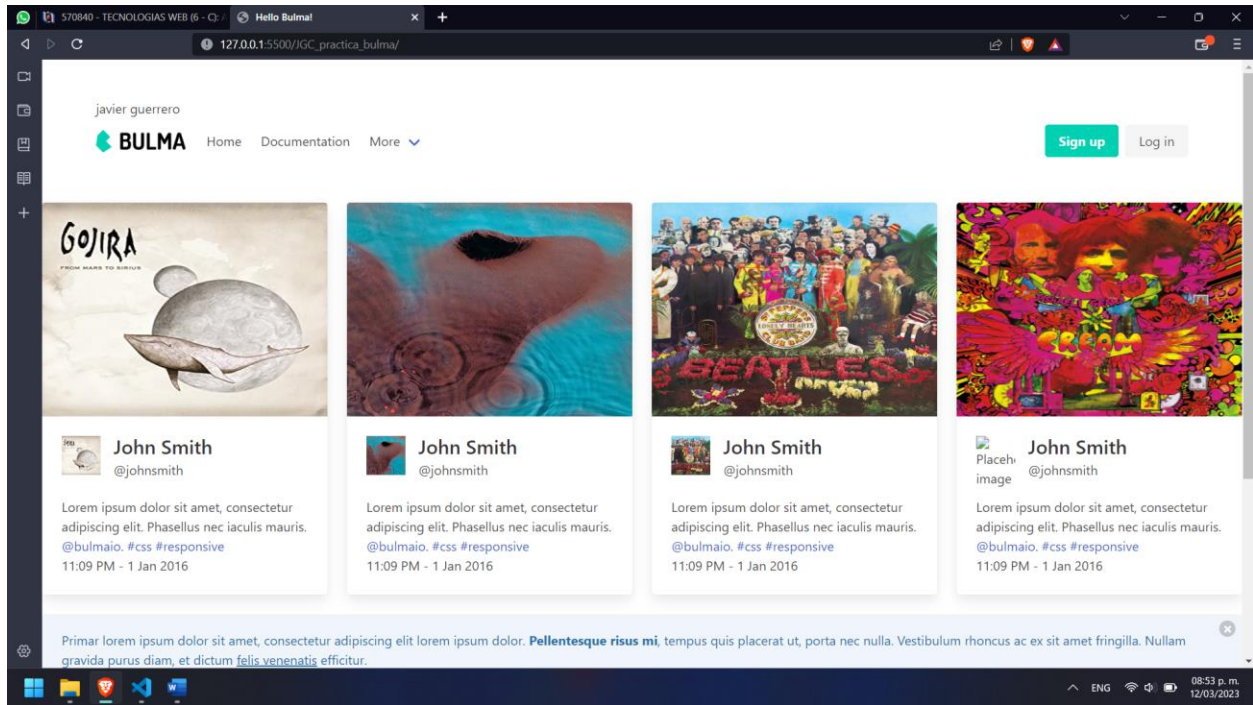 570840 - TECNOLOGIAS WEB (6 - C): A
Hello Bulma!
127.0.0.1:5500/JGC_practica_bulma/
javier guerrero
BULMA Home Documentation More Sign up Log in
GOJIRA
FROM MARS TO SIRIUS
SGT PEPPERS
LONELY HEARTS
CLUB BAND
BEATLES
CREAM
John Smith
@johnsmith
Lorem ipsum dolor sit amet, consectetur
adipiscing elit. Phasellus nec iaculis mauris.
@bulmaio. #css #responsive
11:09 PM - 1 Jan 2016
John Smith
@johnsmith
Lorem ipsum dolor sit amet, consectetur
adipiscing elit. Phasellus nec iaculis mauris.
@bulmaio. #css #responsive
11:09 PM - 1 Jan 2016
John Smith
@johnsmith
Lorem ipsum dolor sit amet, consectetur
adipiscing elit. Phasellus nec iaculis mauris.
@bulmaio. #css #responsive
11:09 PM - 1 Jan 2016
Placeh
image
John Smith
@johnsmith
Lorem ipsum dolor sit amet, consectetur
adipiscing elit. Phasellus nec iaculis mauris.
@bulmaio. #css #responsive
11:09 PM - 1 Jan 2016
Primar lorem ipsum dolor sit amet, consectetur adipiscing elit lorem ipsum dolor. Pellentesque risus mi, tempus quis placerat ut, porta nec nulla. Vestibulum rhoncus ac ex sit amet fringilla. Nullam
gravida purus diam, et dictum felis venenatis efficitur.
ENG
08:53 p. m.
12/03/2023